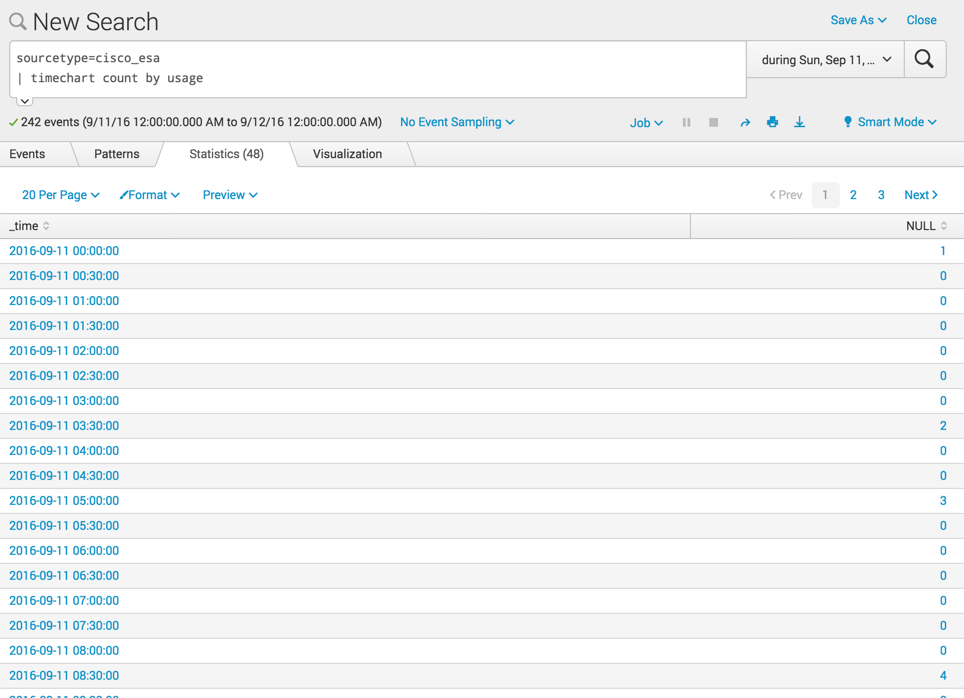 New Search
Save As Close
sourcetype=cisco_esa
| timechart count by usage
during Sun, Sep 11, ...
242 events (9/11/16 12:00:00.000 AM to 9/12/16 12:00:00.000 AM) No Event Sampling Job Smart Mode
Events Patterns Statistics (48) Visualization
20 Per Page Format Preview Prev 1 2 3 Next
_time NULL
2016-09-11 00:00:00 1
2016-09-11 00:30:00 0
2016-09-11 01:00:00 0
2016-09-11 01:30:00 0
2016-09-11 02:00:00 0
2016-09-11 02:30:00 0
2016-09-11 03:00:00 0
2016-09-11 03:30:00 2
2016-09-11 04:00:00 0
2016-09-11 04:30:00 0
2016-09-11 05:00:00 3
2016-09-11 05:30:00 0
2016-09-11 06:00:00 0
2016-09-11 06:30:00 0
2016-09-11 07:00:00 0
2016-09-11 07:30:00 0
2016-09-11 08:00:00 0
2016-09-11 08:30:00 4